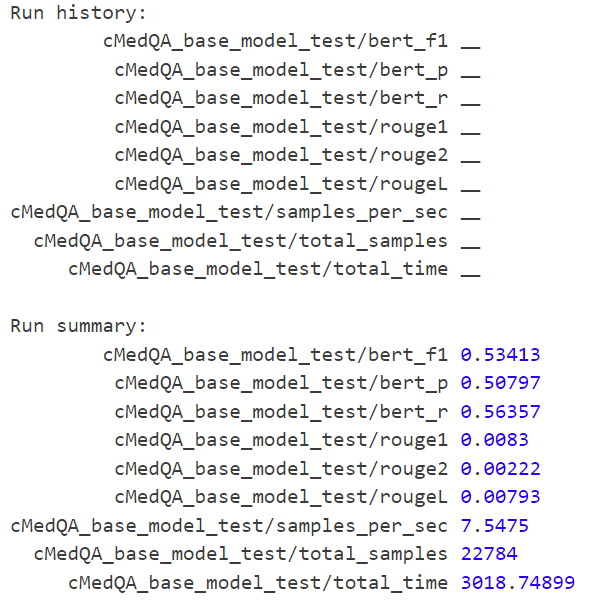 Run history:
cMedQA_base_model_test/bert_f1 __
cMedQA_base_model_test/bert_p __
cMedQA_base_model_test/bert_r __
cMedQA_base_model_test/rouge1 __
cMedQA_base_model_test/rouge2 __
cMedQA_base_model_test/rougeL __
cMedQA_base_model_test/samples_per_sec __
cMedQA_base_model_test/total_samples __
cMedQA_base_model_test/total_time __
Run summary:
cMedQA_base_model_test/bert_f1 0.53413
cMedQA_base_model_test/bert_p 0.50797
cMedQA_base_model_test/bert_r 0.56357
cMedQA_base_model_test/rouge1 0.0083
cMedQA_base_model_test/rouge2 0.00222
cMedQA_base_model_test/rougeL 0.00793
cMedQA_base_model_test/samples_per_sec 7.5475
cMedQA_base_model_test/total_samples 22784
cMedQA_base_model_test/total_time 3018.74899